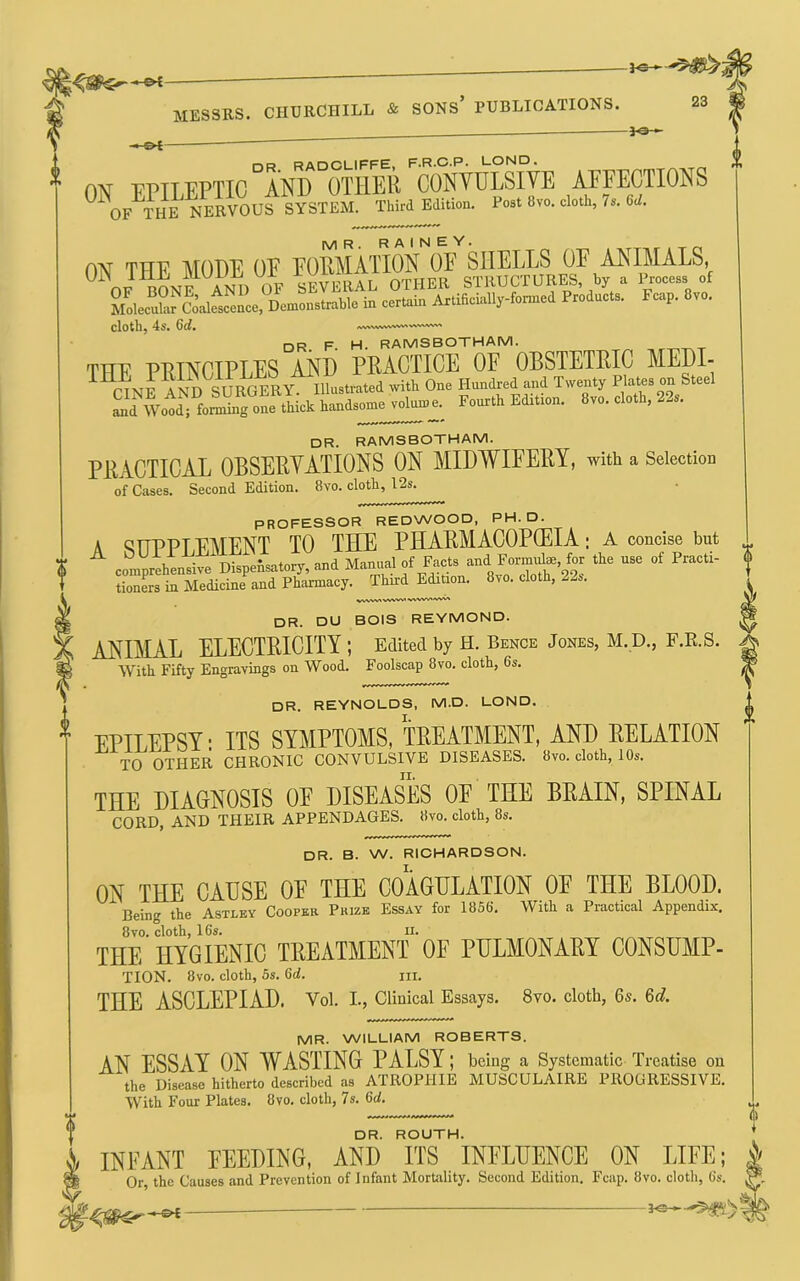 MESSRS. CHURCHILL & SONS' PUBLICATIONS. 23
DR. RADCLIFFE, F.R.C.P. LOND.
ON EPILEPTIC AND OTHER CONVULSIVE AFFECTIONS
OF THE NERVOUS SYSTEM. Third Edition. Post 8vo. cloth, 7s. 6d.
MR. RAINEY.
ON THE MODE OF FORMATION OF SHELLS OF ANIMALS,
OF BONE, AND OF SEVERAL OTHER STRUCTURES, by a Process of
Molecular Coalescence, Demonstrable in certain Artificially-formed Products. Fcap. 8vo.
cloth, 4s. 6d.
DR. F. H. RAMSBOTHAM.
THE PRINCIPLES AND PRACTICE OF OBSTETRIC MEDI-
CINE AND SURGERY. Illustrated with One Hundred and Twenty Plates on Steel
and Wood; forming one thick handsome volume. Fourth Edition. 8vo. cloth, 22s.
DR. RAMSBOTHAM.
PRACTICAL OBSERVATIONS ON MIDWIFERY, with a Selection
of Cases. Second Edition. 8vo. cloth, 12s.
PROFESSOR REDWOOD, PH.D.
A SUPPLEMENT TO THE PHARMACOPŒIA: A concise but
comprehensive Dispensatory, and Manual of Facts and Formulæ, for the use of Practi-
tioners in Medicine and Pharmacy. Third Edition. 8vo. cloth, 22s.
DR. DU BOIS REYMOND.
ANIMAL ELECTRICITY; Edited by H. BENCE JONES, M.D., F.R.S.
With Fifty Engravings on Wood. Foolscap 8vo. cloth, 6s.
DR. REYNOLDS, M.D. LOND.
I.
EPILEPSY: ITS SYMPTOMS, TREATMENT, AND RELATION
TO OTHER CHRONIC CONVULSIVE DISEASES. 8vo. cloth, 10s.
II.
THE DIAGNOSIS OF DISEASES OF THE BRAIN, SPINAL
CORD, AND THEIR APPENDAGES. 8vo. cloth, 8s.
DR. B. W. RICHARDSON.
I.
ON THE CAUSE OF THE COAGULATION OF THE BLOOD.
Being the ASTLEY COOPER PRIZE ESSAY for 1856. With a Practical Appendix.
8vo. cloth, 16s.
II.
THE HYGIENIC TREATMENT OF PULMONARY CONSUMP-
TION. 8vo. cloth, 5s. 6d.
III.
THE ASCLEPIAD. Vol. I., Clinical Essays. 8vo. cloth, 6s. 6d.
MR. WILLIAM ROBERTS.
AN ESSAY ON WASTING PALSY; being a Systematic Treatise on
the Disease hitherto described as ATROPHIE MUSCULAIRE PROGRESSIVE.
With Four Plates. 8vo. cloth, 7s. 6d.
DR. ROUTH.
INFANT FEEDING, AND ITS INFLUENCE ON LIFE;
Or, the Causes and Prevention of Infant Mortality. Second Edition. Fcap. 8vo. cloth, 6s.